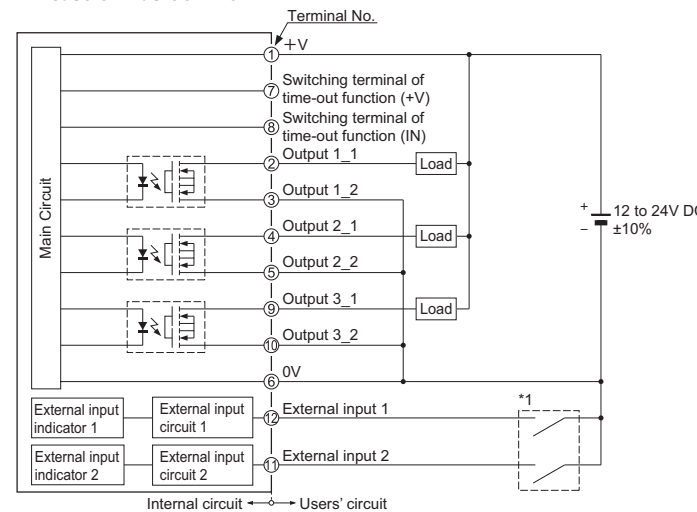 Terminal No.
1 +V
7 Switching terminal of
time-out function (+V)
8 Switching terminal of
time-out function (IN)
2 Output 1_1
Load
3 Output 1_2
4 Output 2_1
Load
5 Output 2_2
9 Output 3_1
Load
10 Output 3_2
6 0V
Main Circuit
+ 12 to 24V DC
− ±10%
*1
External input
indicator 1
External input
circuit 1
12 External input 1
External input
indicator 2
External input
circuit 2
11 External input 2
Internal circuit
Users' circuit